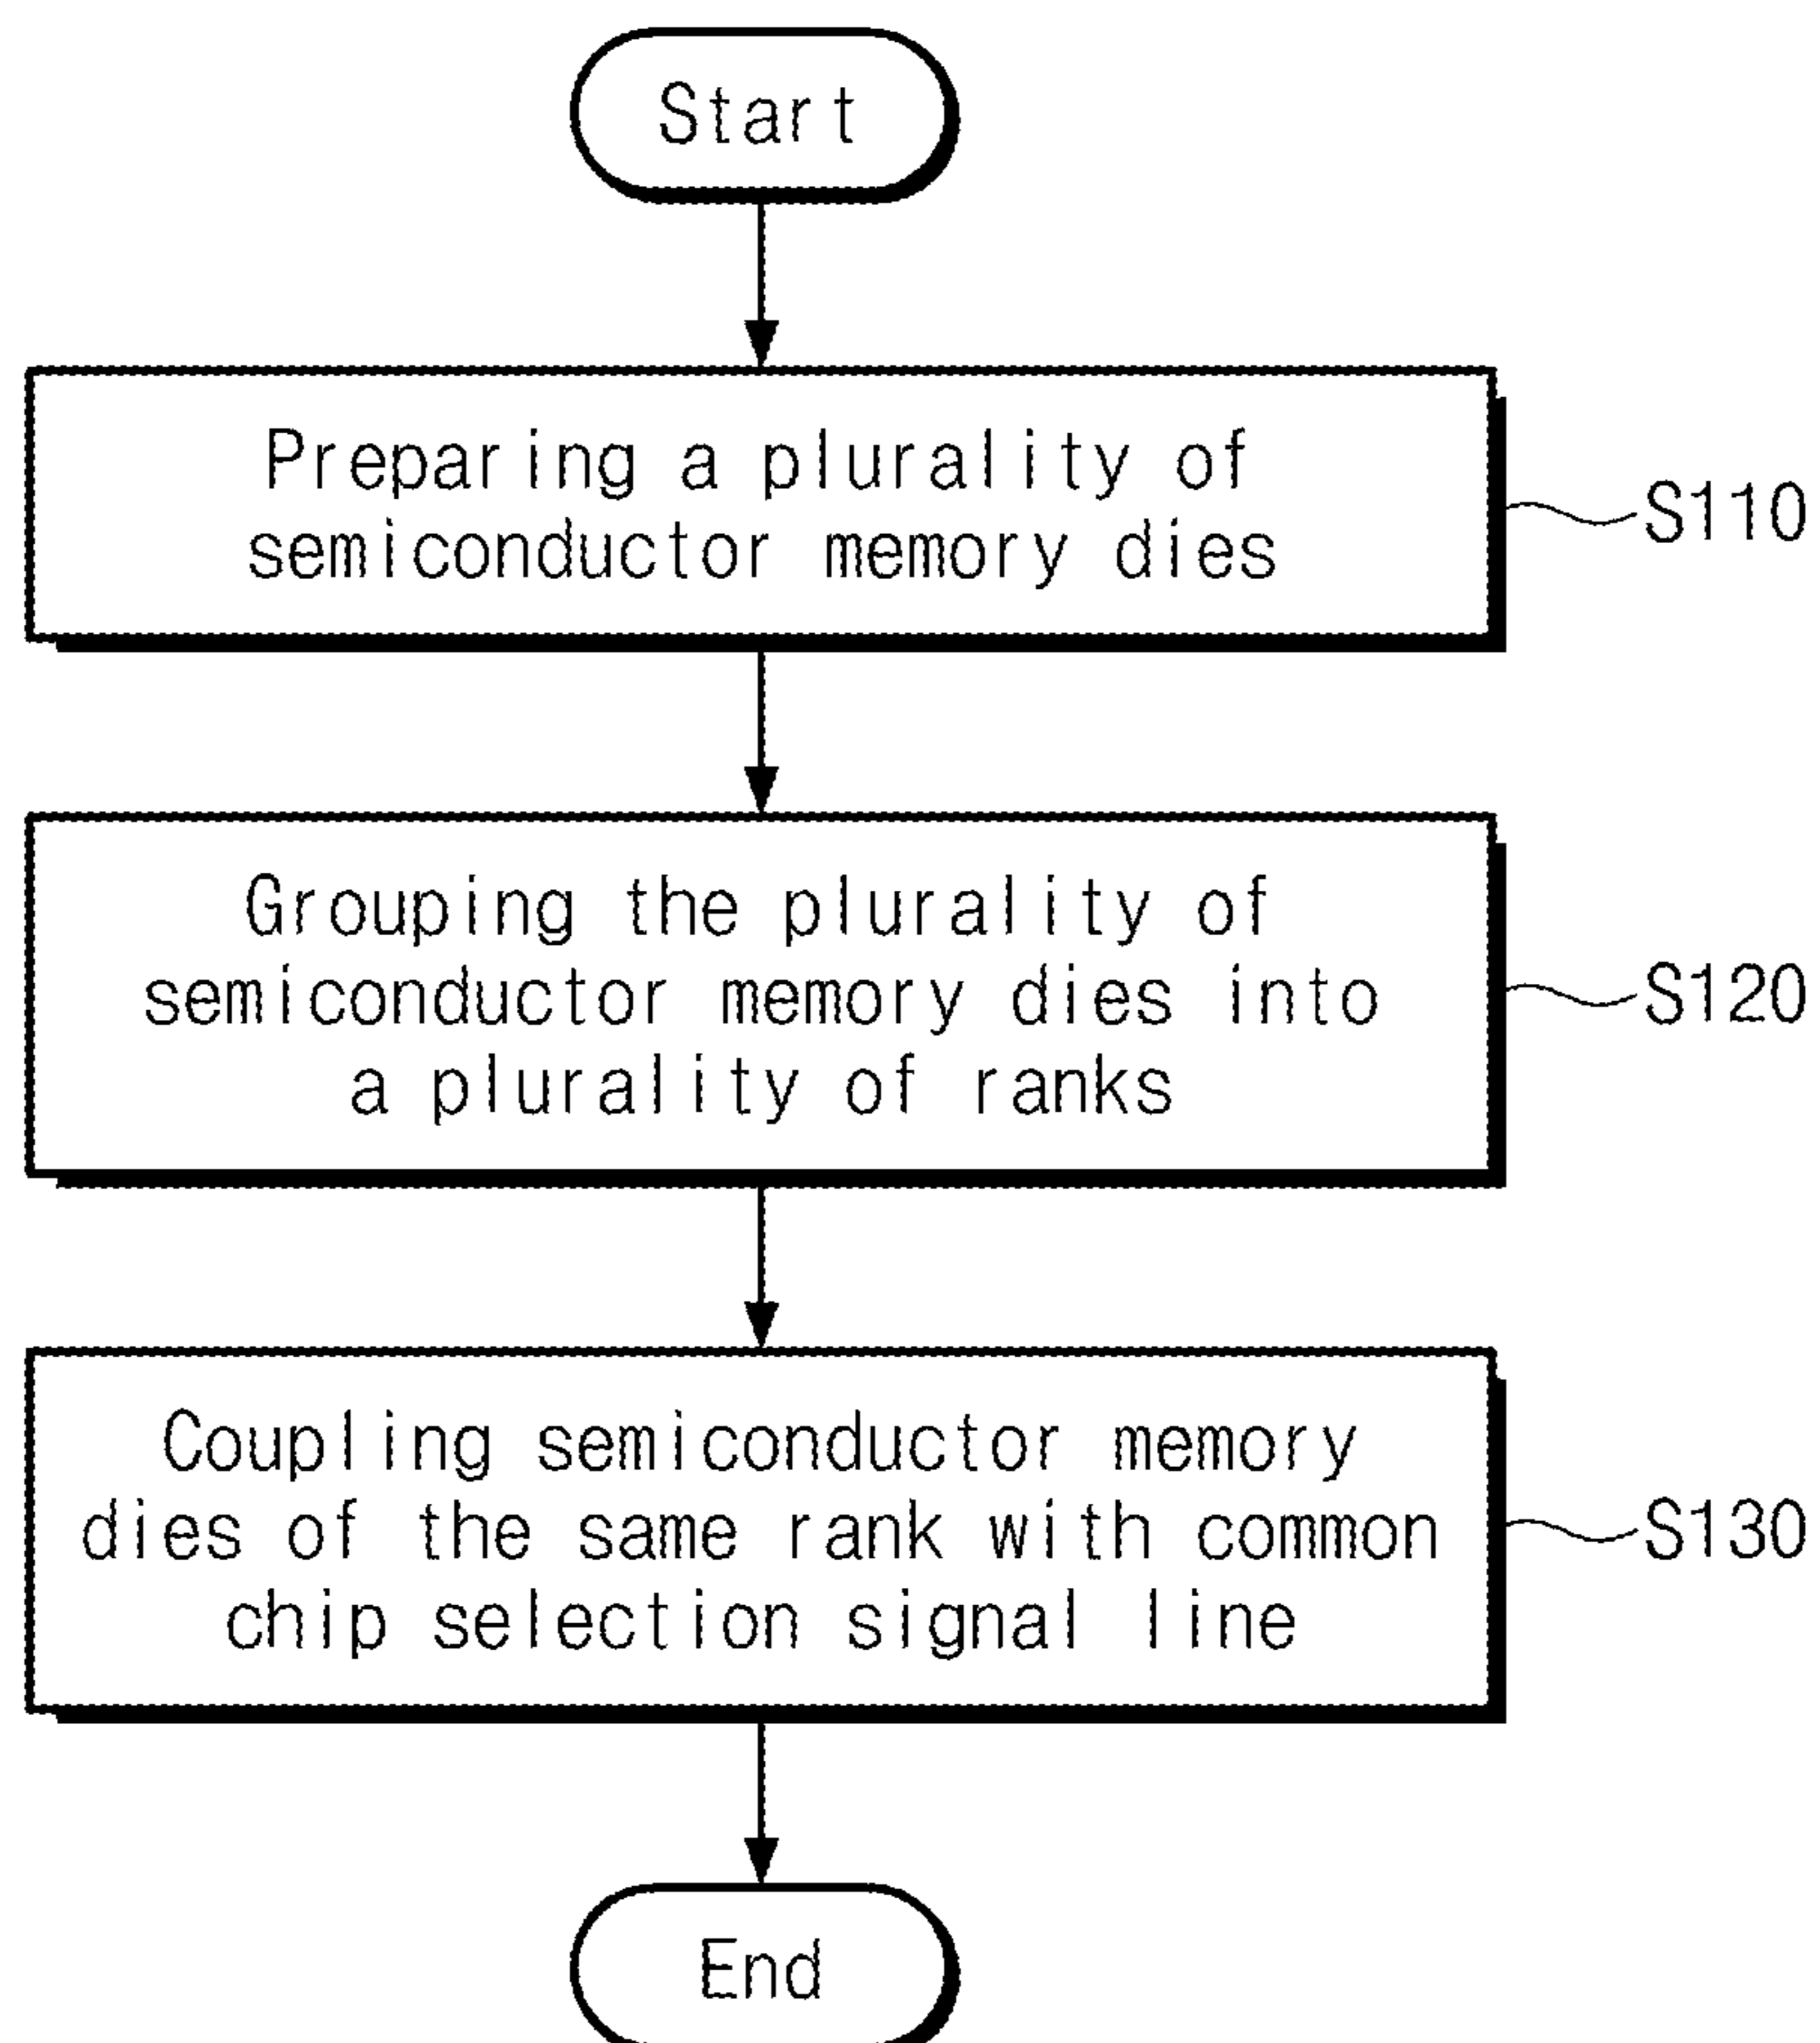 Start
Preparing a plurality of
semiconductor memory dies
S110
Grouping the plurality of
semiconductor memory dies into
a plurality of ranks
S120
Coupling semiconductor memory
dies of the same rank with common
chip selection signal line
S130
End